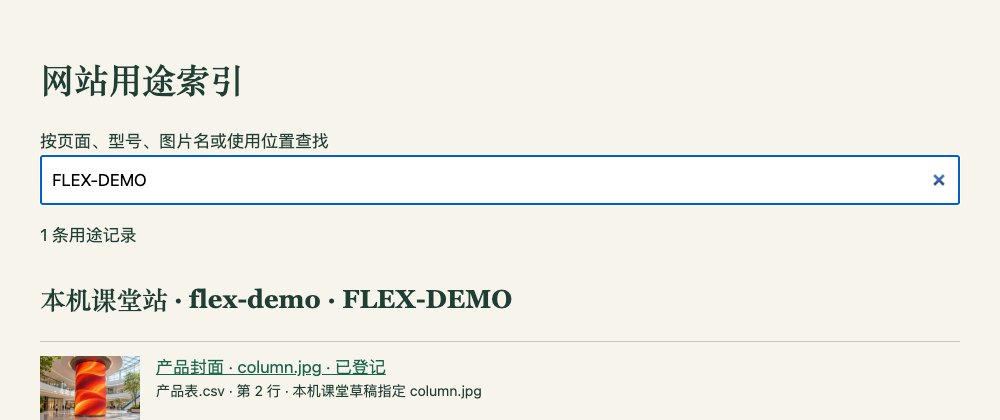 网站用途索引
按页面、型号、图片名或使用位置查找
FLEX-DEMO
1 条用途记录
本机课堂站 · flex-demo · FLEX-DEMO
产品封面 · column.jpg · 已登记
产品表.csv · 第 2 行 · 本机课堂草稿指定 column.jpg